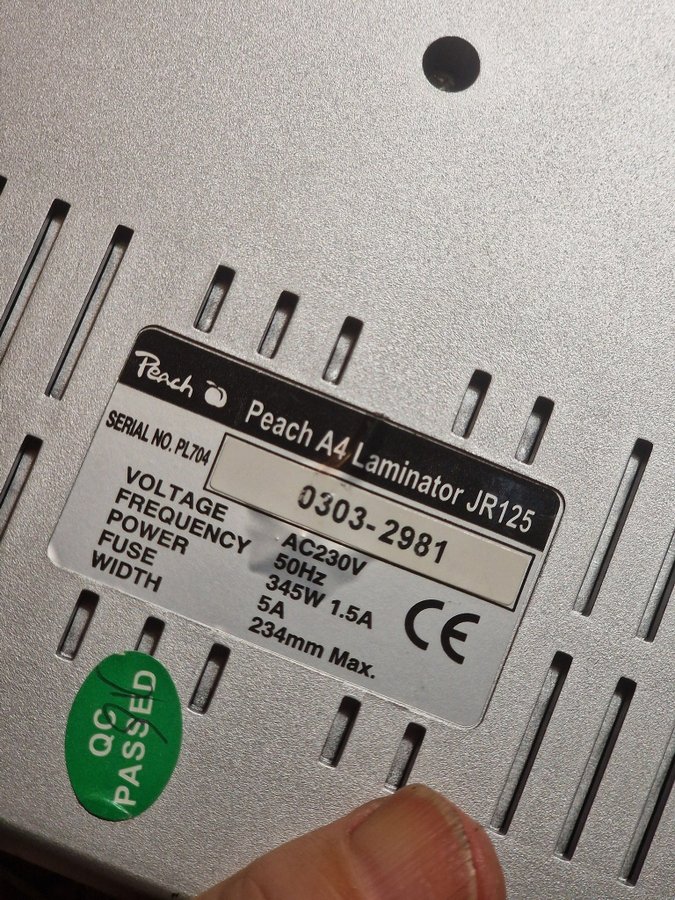 Peach
Peach A4 Laminator JR125
SERIAL NO. PL704
0303-2981
VOLTAGE AC230V
FREQUENCY 50Hz
POWER 345W 1.5A
FUSE 5A
WIDTH 234mm Max.
CE
QC
PASSED